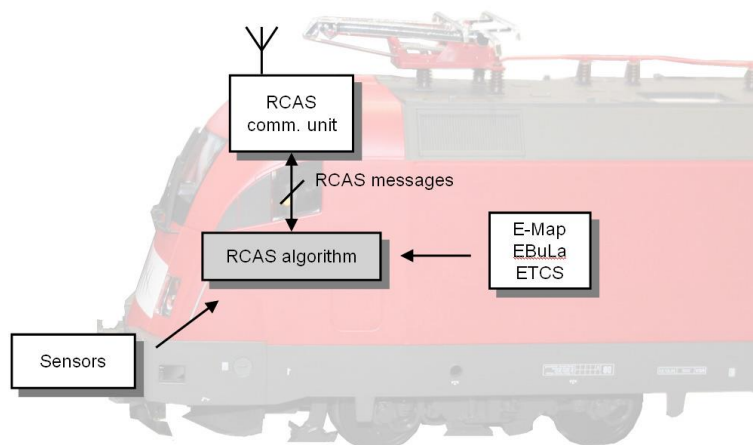 RCAS
comm. unit
RCAS messages
RCAS algorithm
E-Map
EBuLa
ETCS
Sensors